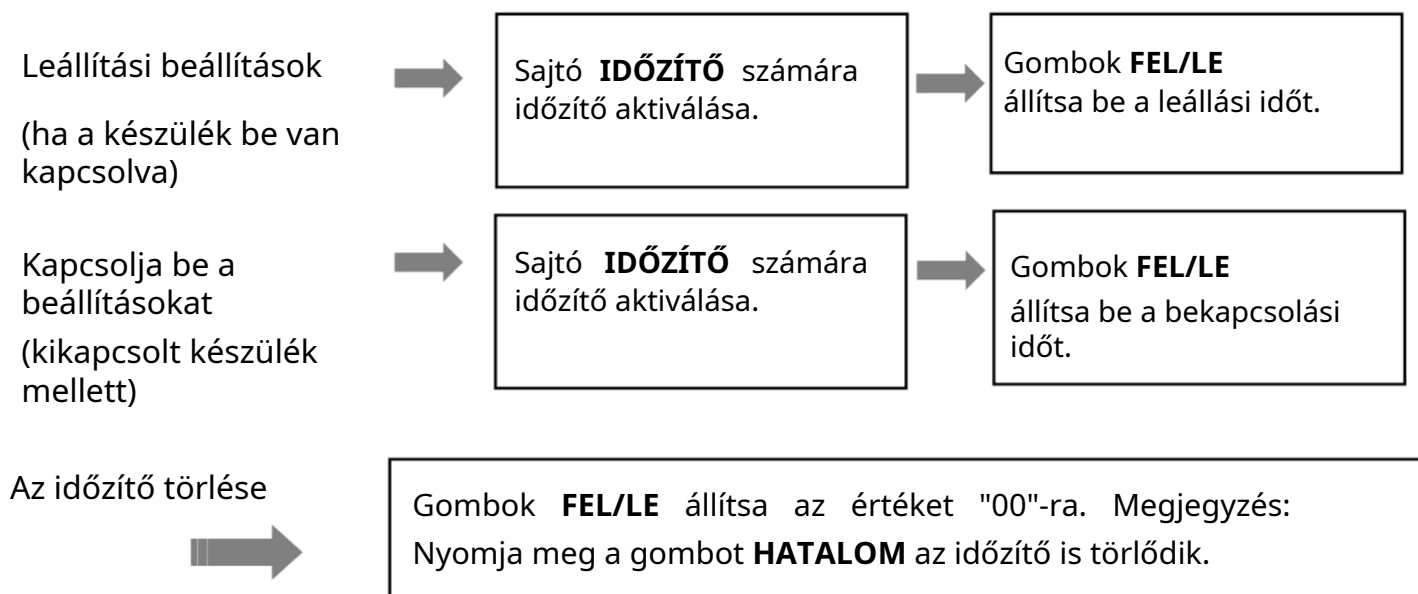 Leállítási beállítások
(ha a készülék be van
kapcsolva)
Sajtó IDŐZÍTŐ számára
időzítő aktiválása.
Gombok FEL/LE
állítsa be a leállási időt.
Kapcsolja be a
beállításokat
(kikapcsolt készülék
mellett)
Sajtó IDŐZÍTŐ számára
időzítő aktiválása.
Gombok FEL/LE
állítsa be a bekapcsolási
időt.
Az időzítő törlése
Gombok FEL/LE állítsa az értéket "00"-ra. Megjegyzés:
Nyomja meg a gombot HATALOM az időzítő is törlődik.